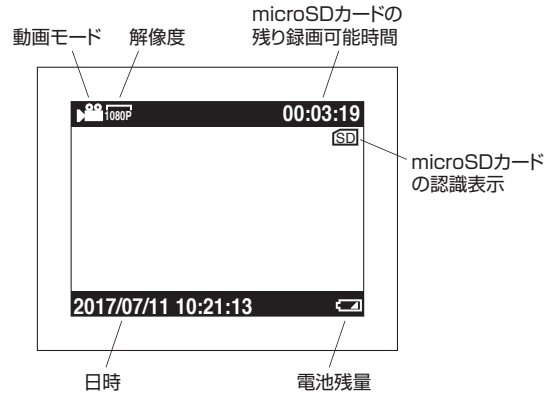 microSDカードの
残り録画可能時間
動画モード
解像度
1080P
00:03:19
SD
microSDカード
の認識表示
2017/07/11 10:21:13
日時
電池残量